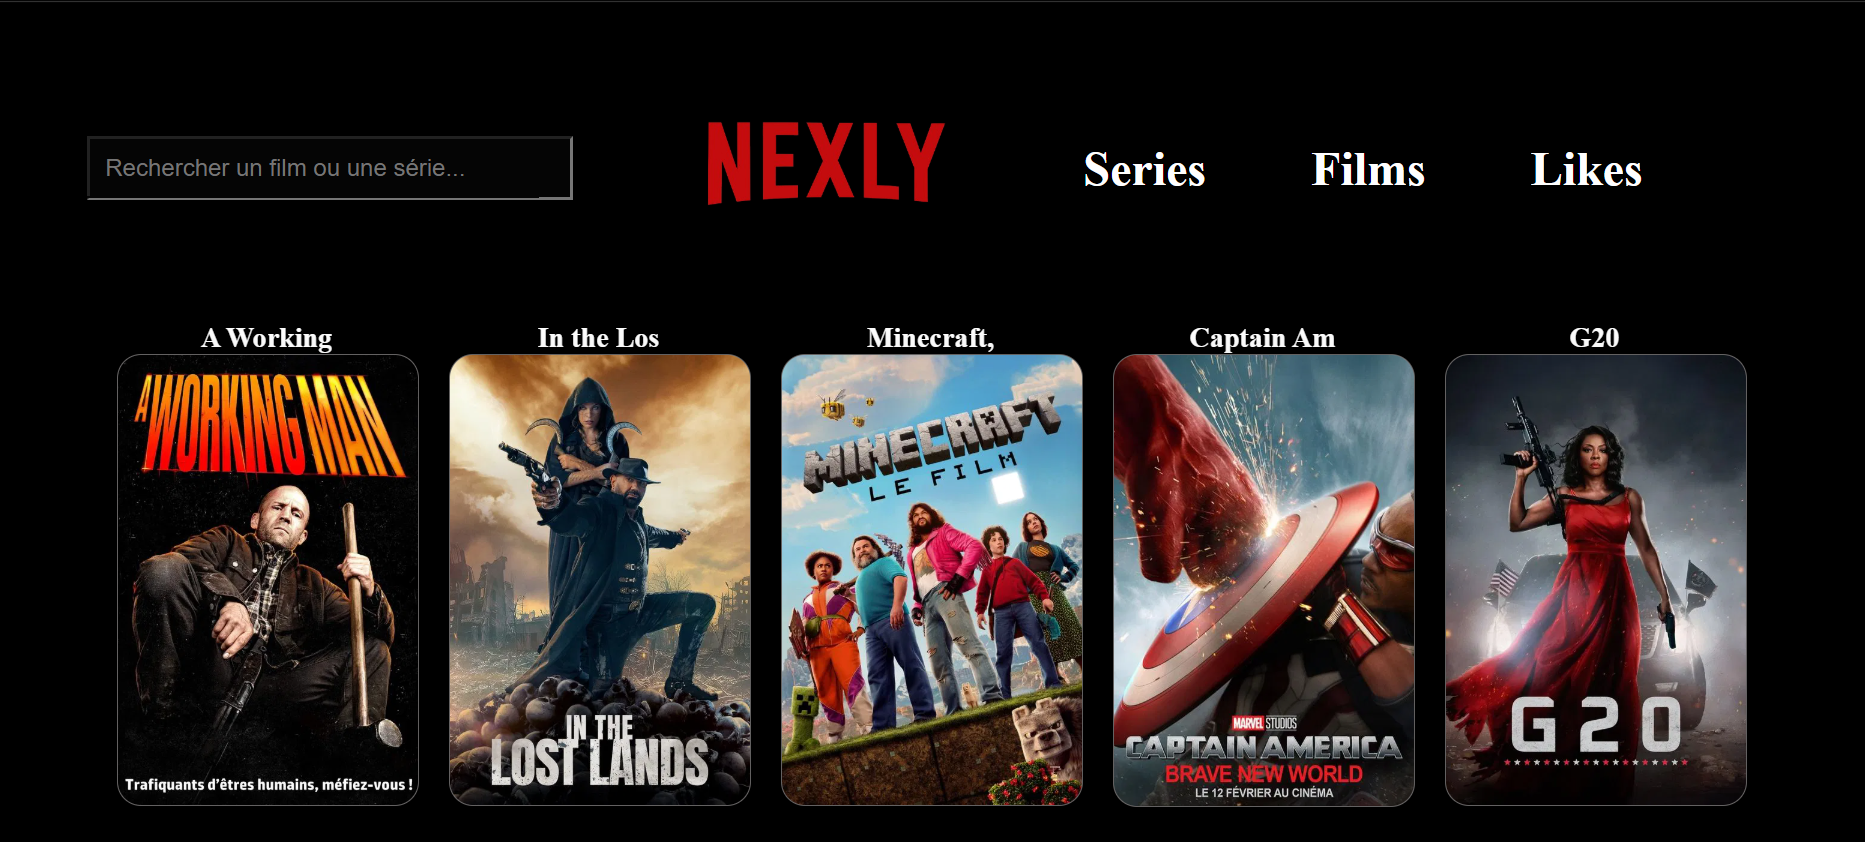 Rechercher un film ou une série...
NEXLY
Series
Films
Likes
A Working
In the Los
Minecraft,
Captain Am
G20
A WORKING MAN
Trafiquants d'êtres humains, méfiez-vous !
IN THE
LOST LANDS
MINECRAFT
LE FILM
MARVEL STUDIOS
CAPTAIN AMERICA
BRAVE NEW WORLD
LE 12 FÉVRIER AU CINÉMA
G20